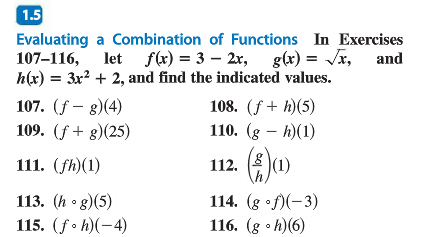 1.5
Evaluating a Combination of Functions In Exercises
107–116, let f(x) = 3 − 2x, g(x) = √x, and
h(x) = 3x² + 2, and find the indicated values.
107. (f − g)(4) 108. (f + h)(5)
109. (f + g)(25) 110. (g − h)(1)
111. (fh)(1) 112. (g/h)(1)
113. (h ∘ g)(5) 114. (g ∘ f)(−3)
115. (f ∘ h)(−4) 116. (g ∘ h)(6)